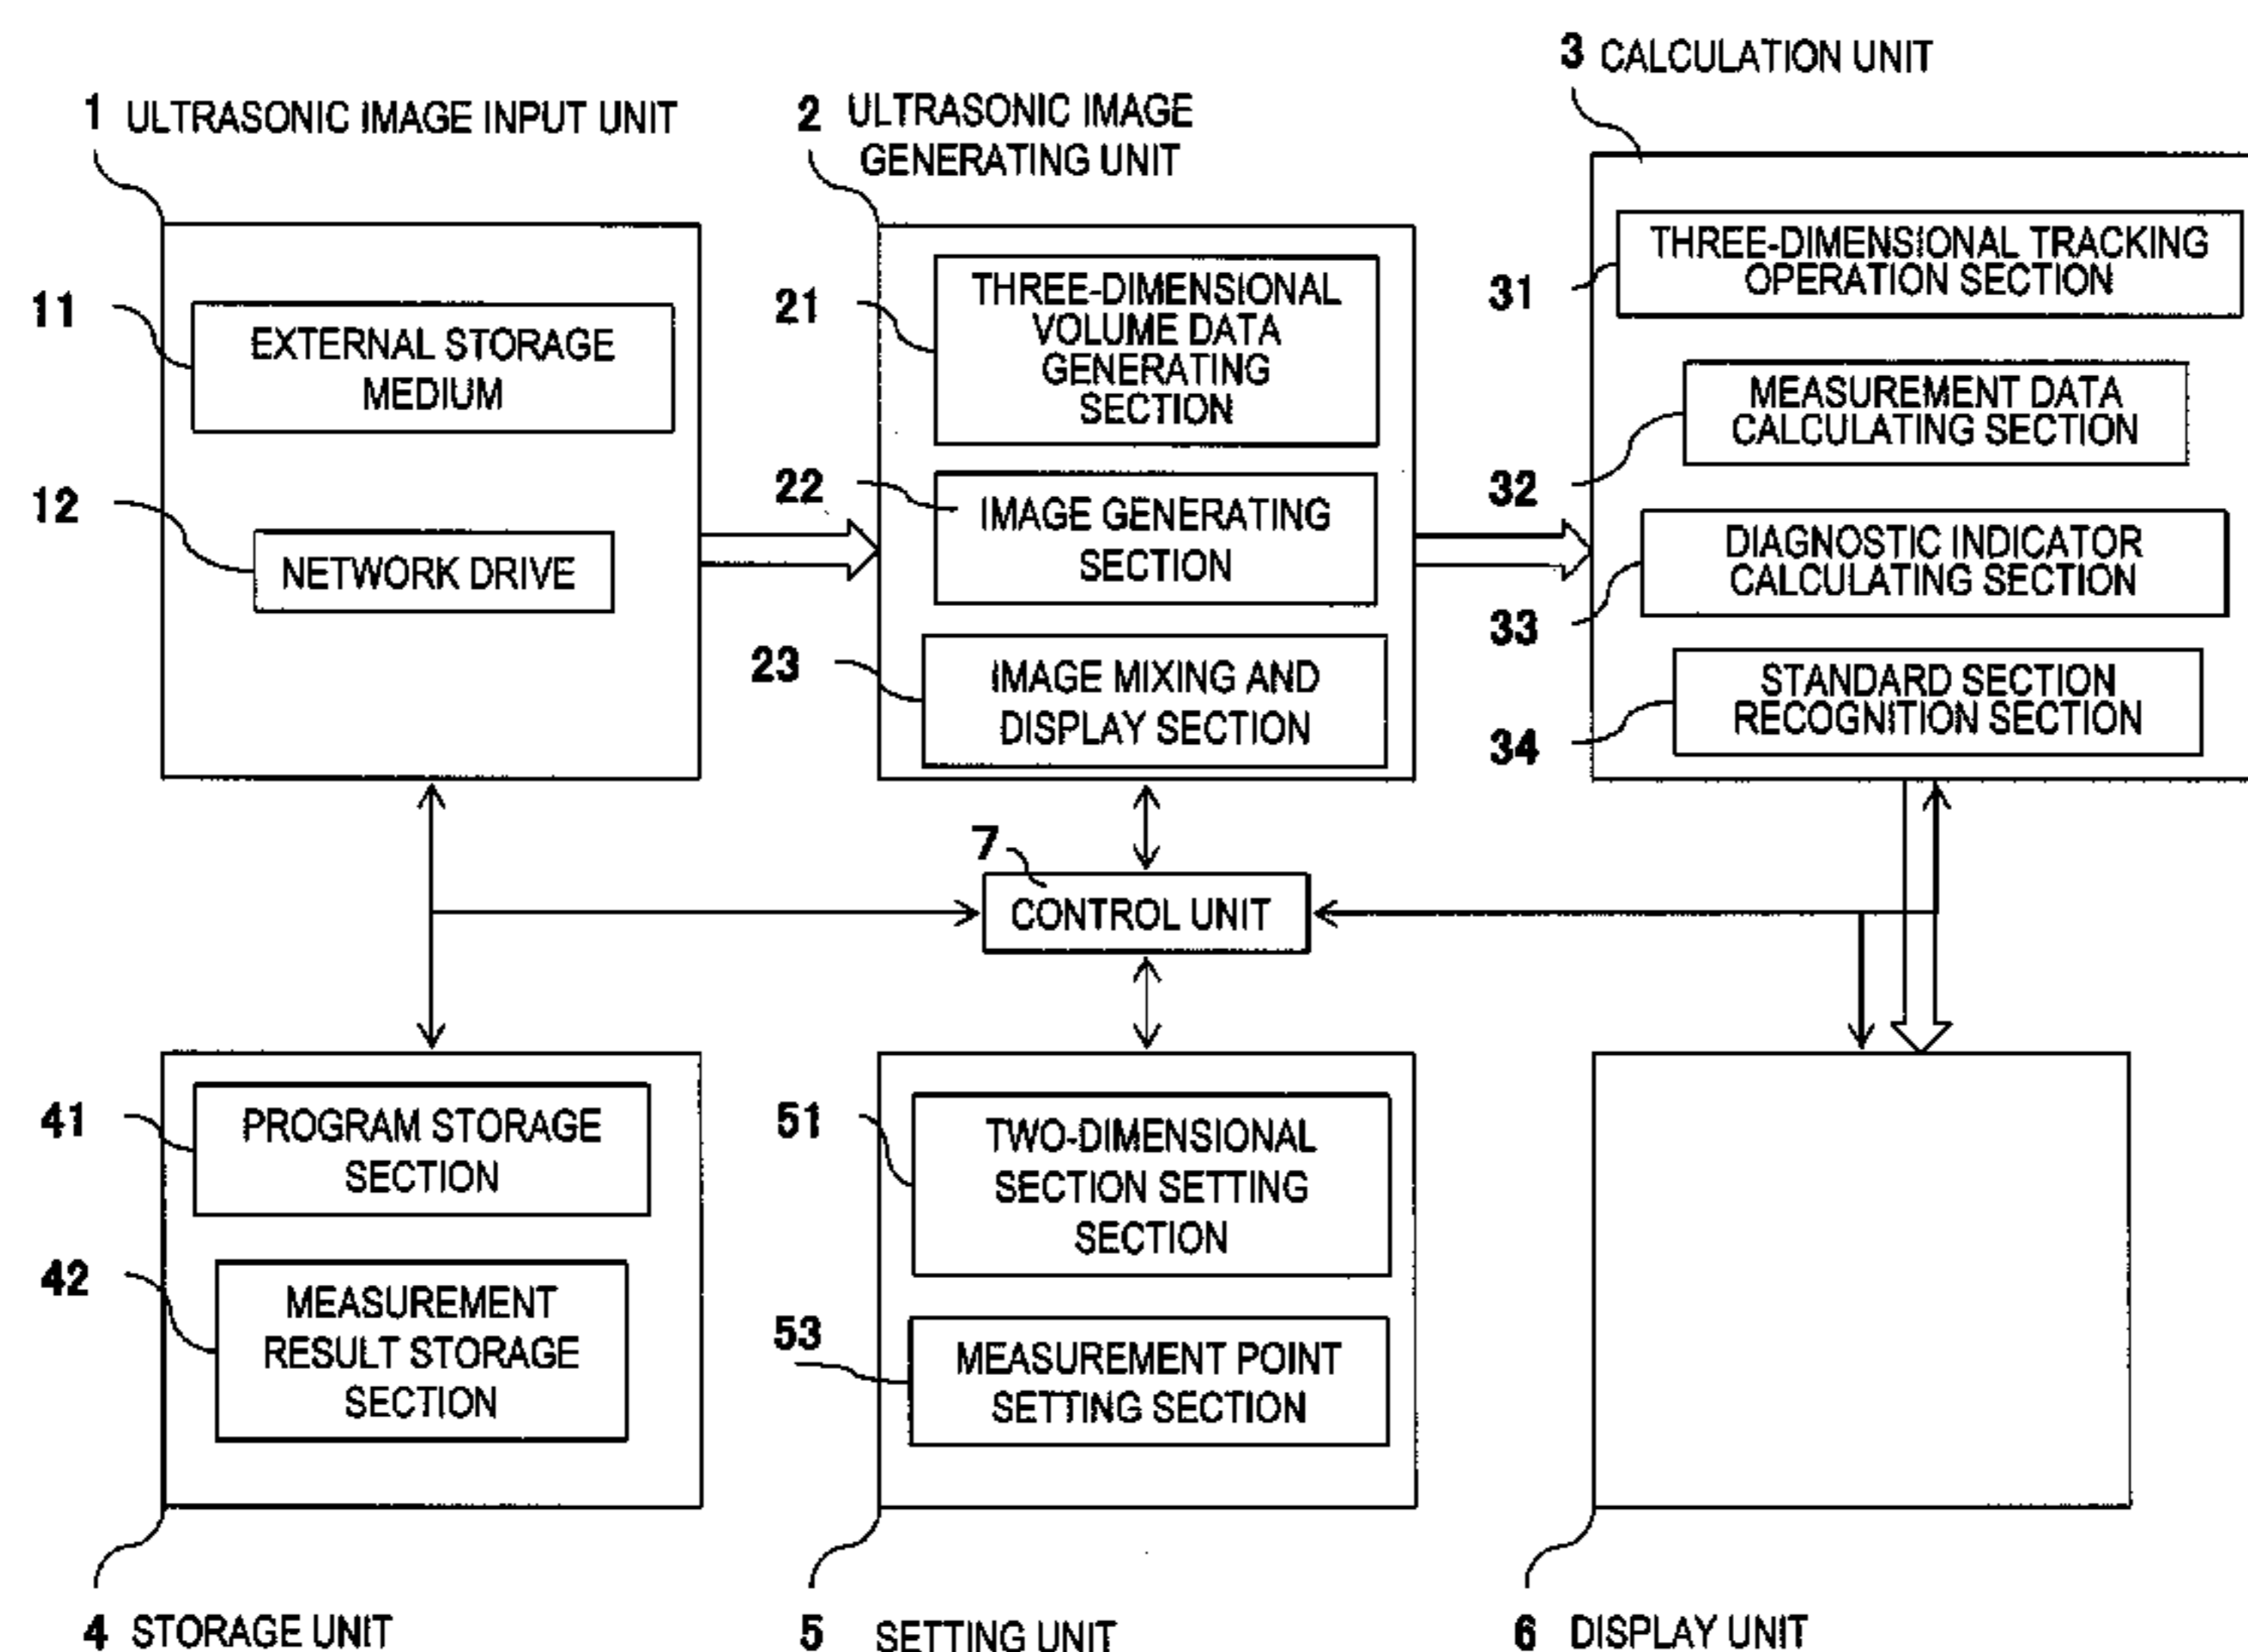 3 CALCULATION UNIT
1 ULTRASONIC IMAGE INPUT UNIT
2 ULTRASONIC IMAGE
GENERATING UNIT
11
EXTERNAL STORAGE
MEDIUM
12
NETWORK DRIVE
21
THREE-DIMENSIONAL
VOLUME DATA
GENERATING
SECTION
22
IMAGE GENERATING
SECTION
23
IMAGE MIXING AND
DISPLAY SECTION
31
THREE-DIMENSIONAL TRACKING
OPERATION SECTION
32
MEASUREMENT DATA
CALCULATING SECTION
33
DIAGNOSTIC INDICATOR
CALCULATING SECTION
34
STANDARD SECTION
RECOGNITION SECTION
7
CONTROL UNIT
41
PROGRAM STORAGE
SECTION
42
MEASUREMENT
RESULT STORAGE
SECTION
51
TWO-DIMENSIONAL
SECTION SETTING
SECTION
53
MEASUREMENT POINT
SETTING SECTION
4 STORAGE UNIT
5 SETTING UNIT
6 DISPLAY UNIT